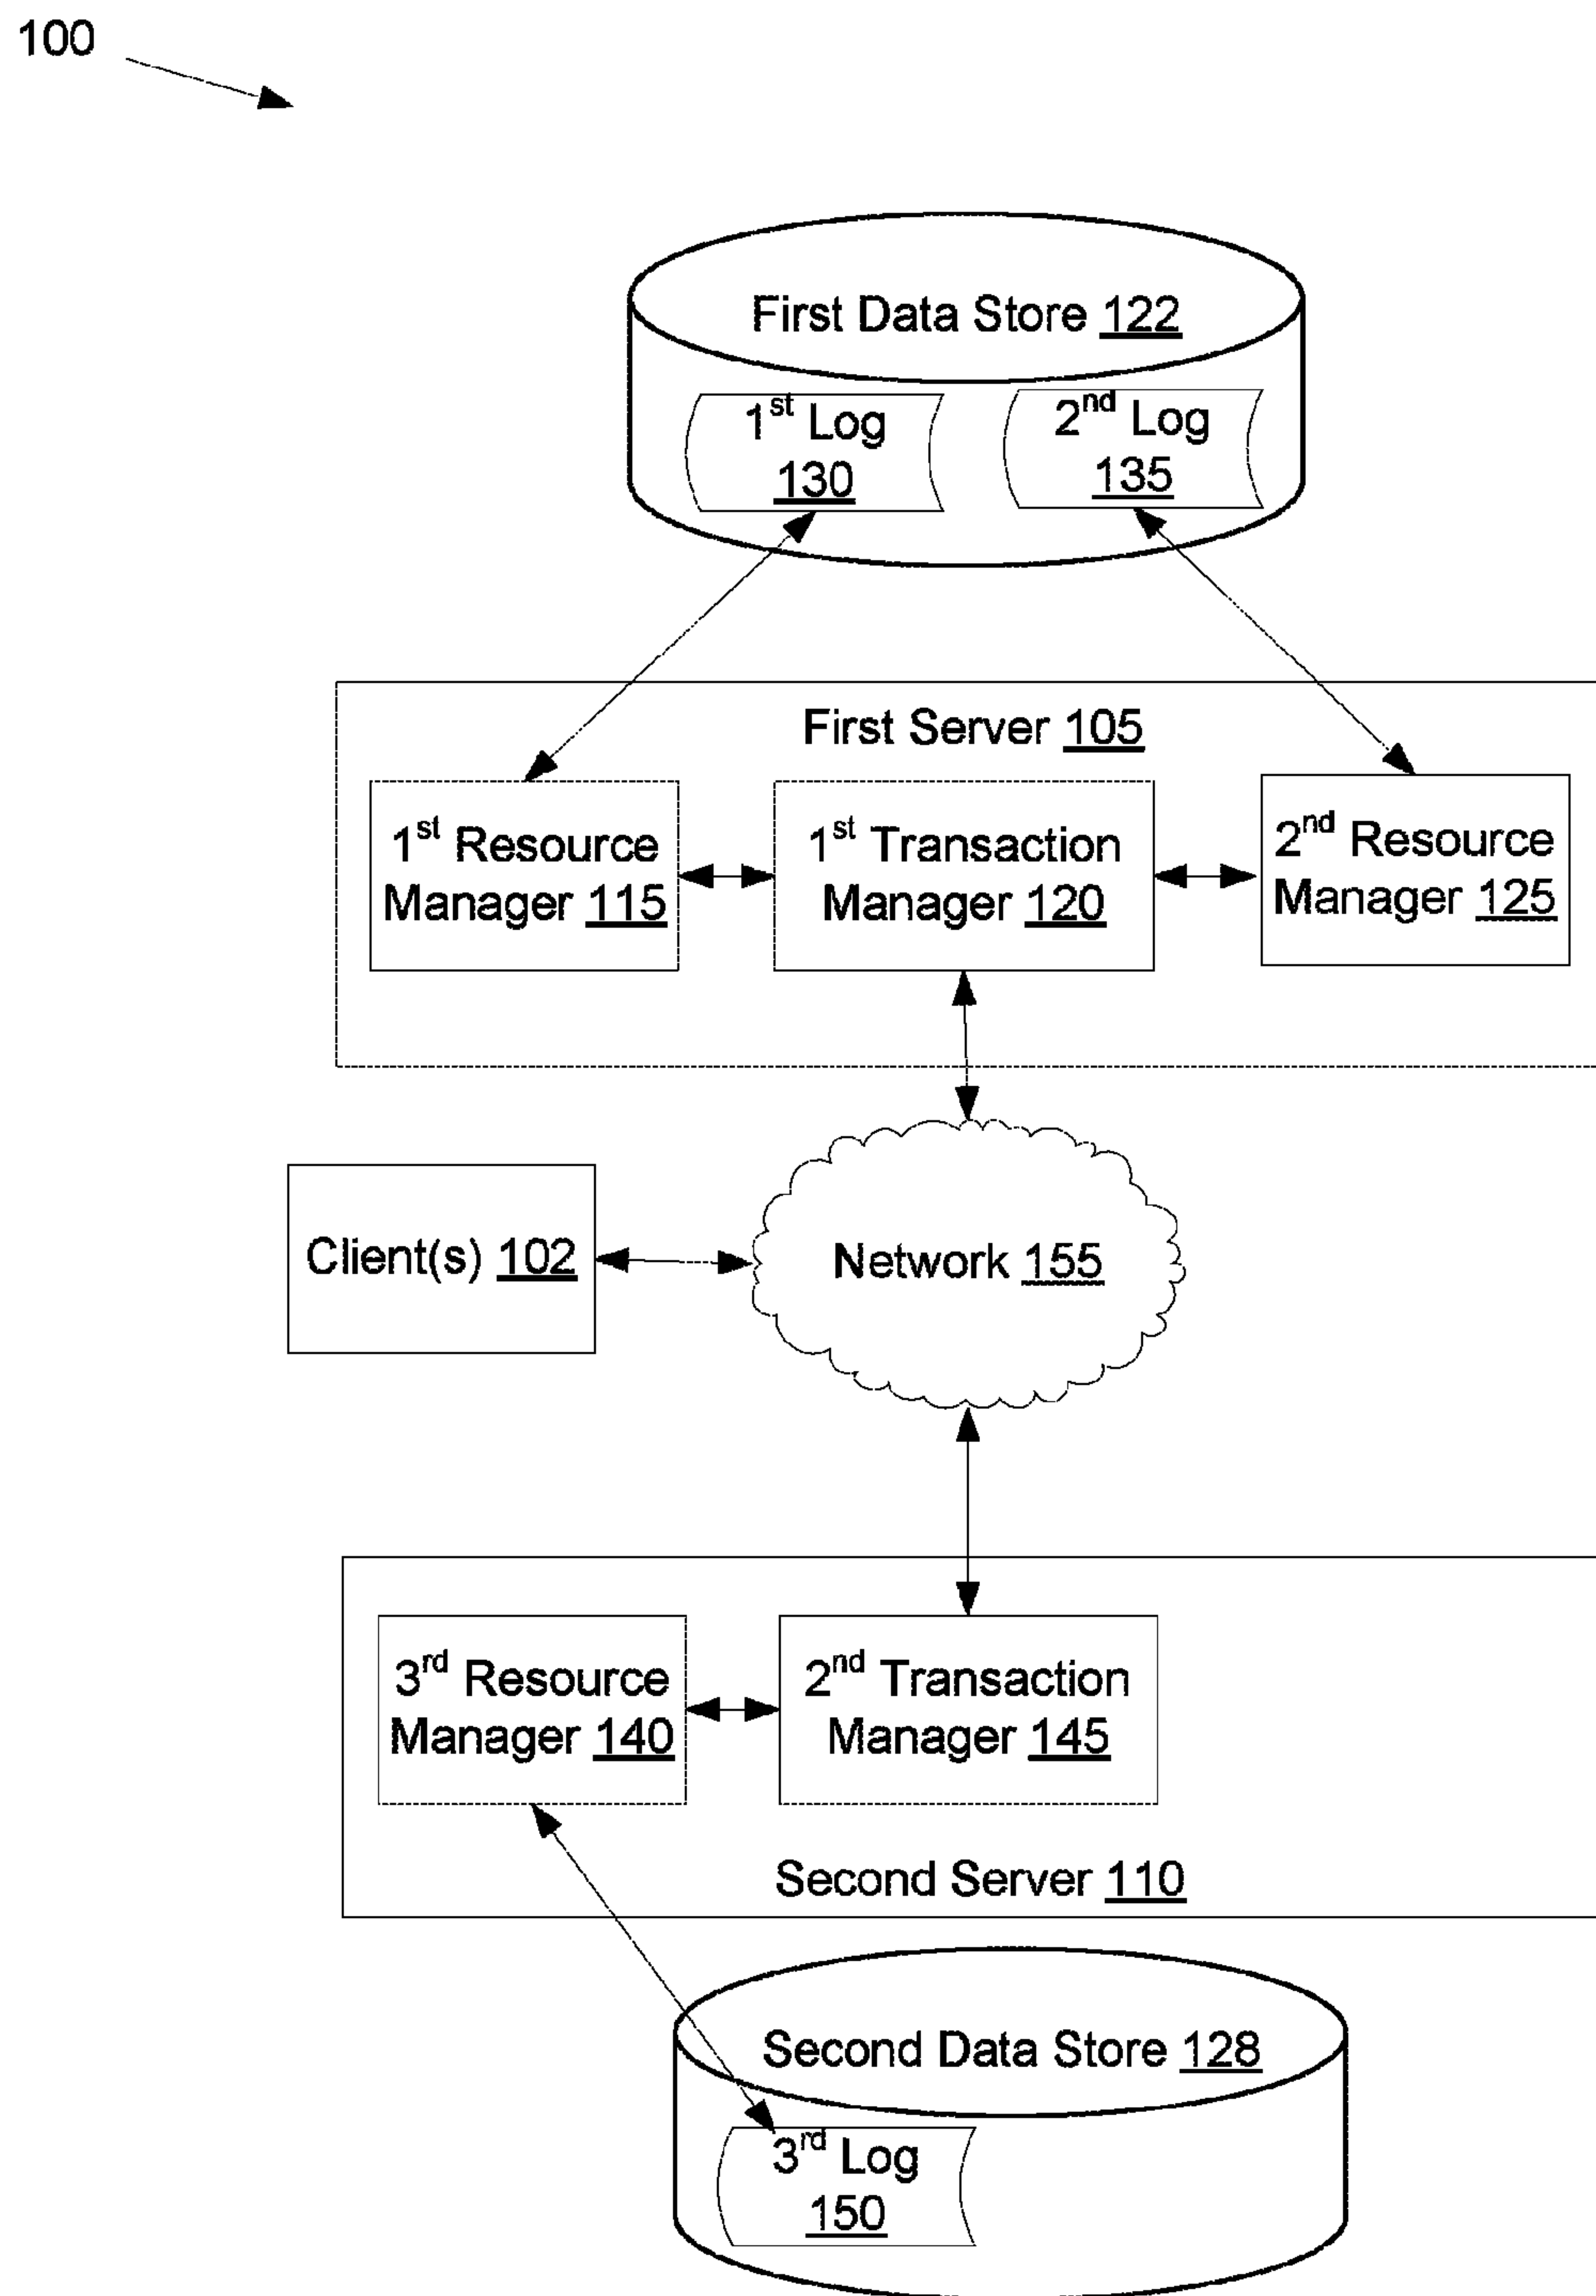 100
First Data Store 122
1st Log
130
2nd Log
135
First Server 105
1st Resource
Manager 115
1st Transaction
Manager 120
2nd Resource
Manager 125
Client(s) 102
Network 155
3rd Resource
Manager 140
2nd Transaction
Manager 145
Second Server 110
Second Data Store 128
3rd Log
150